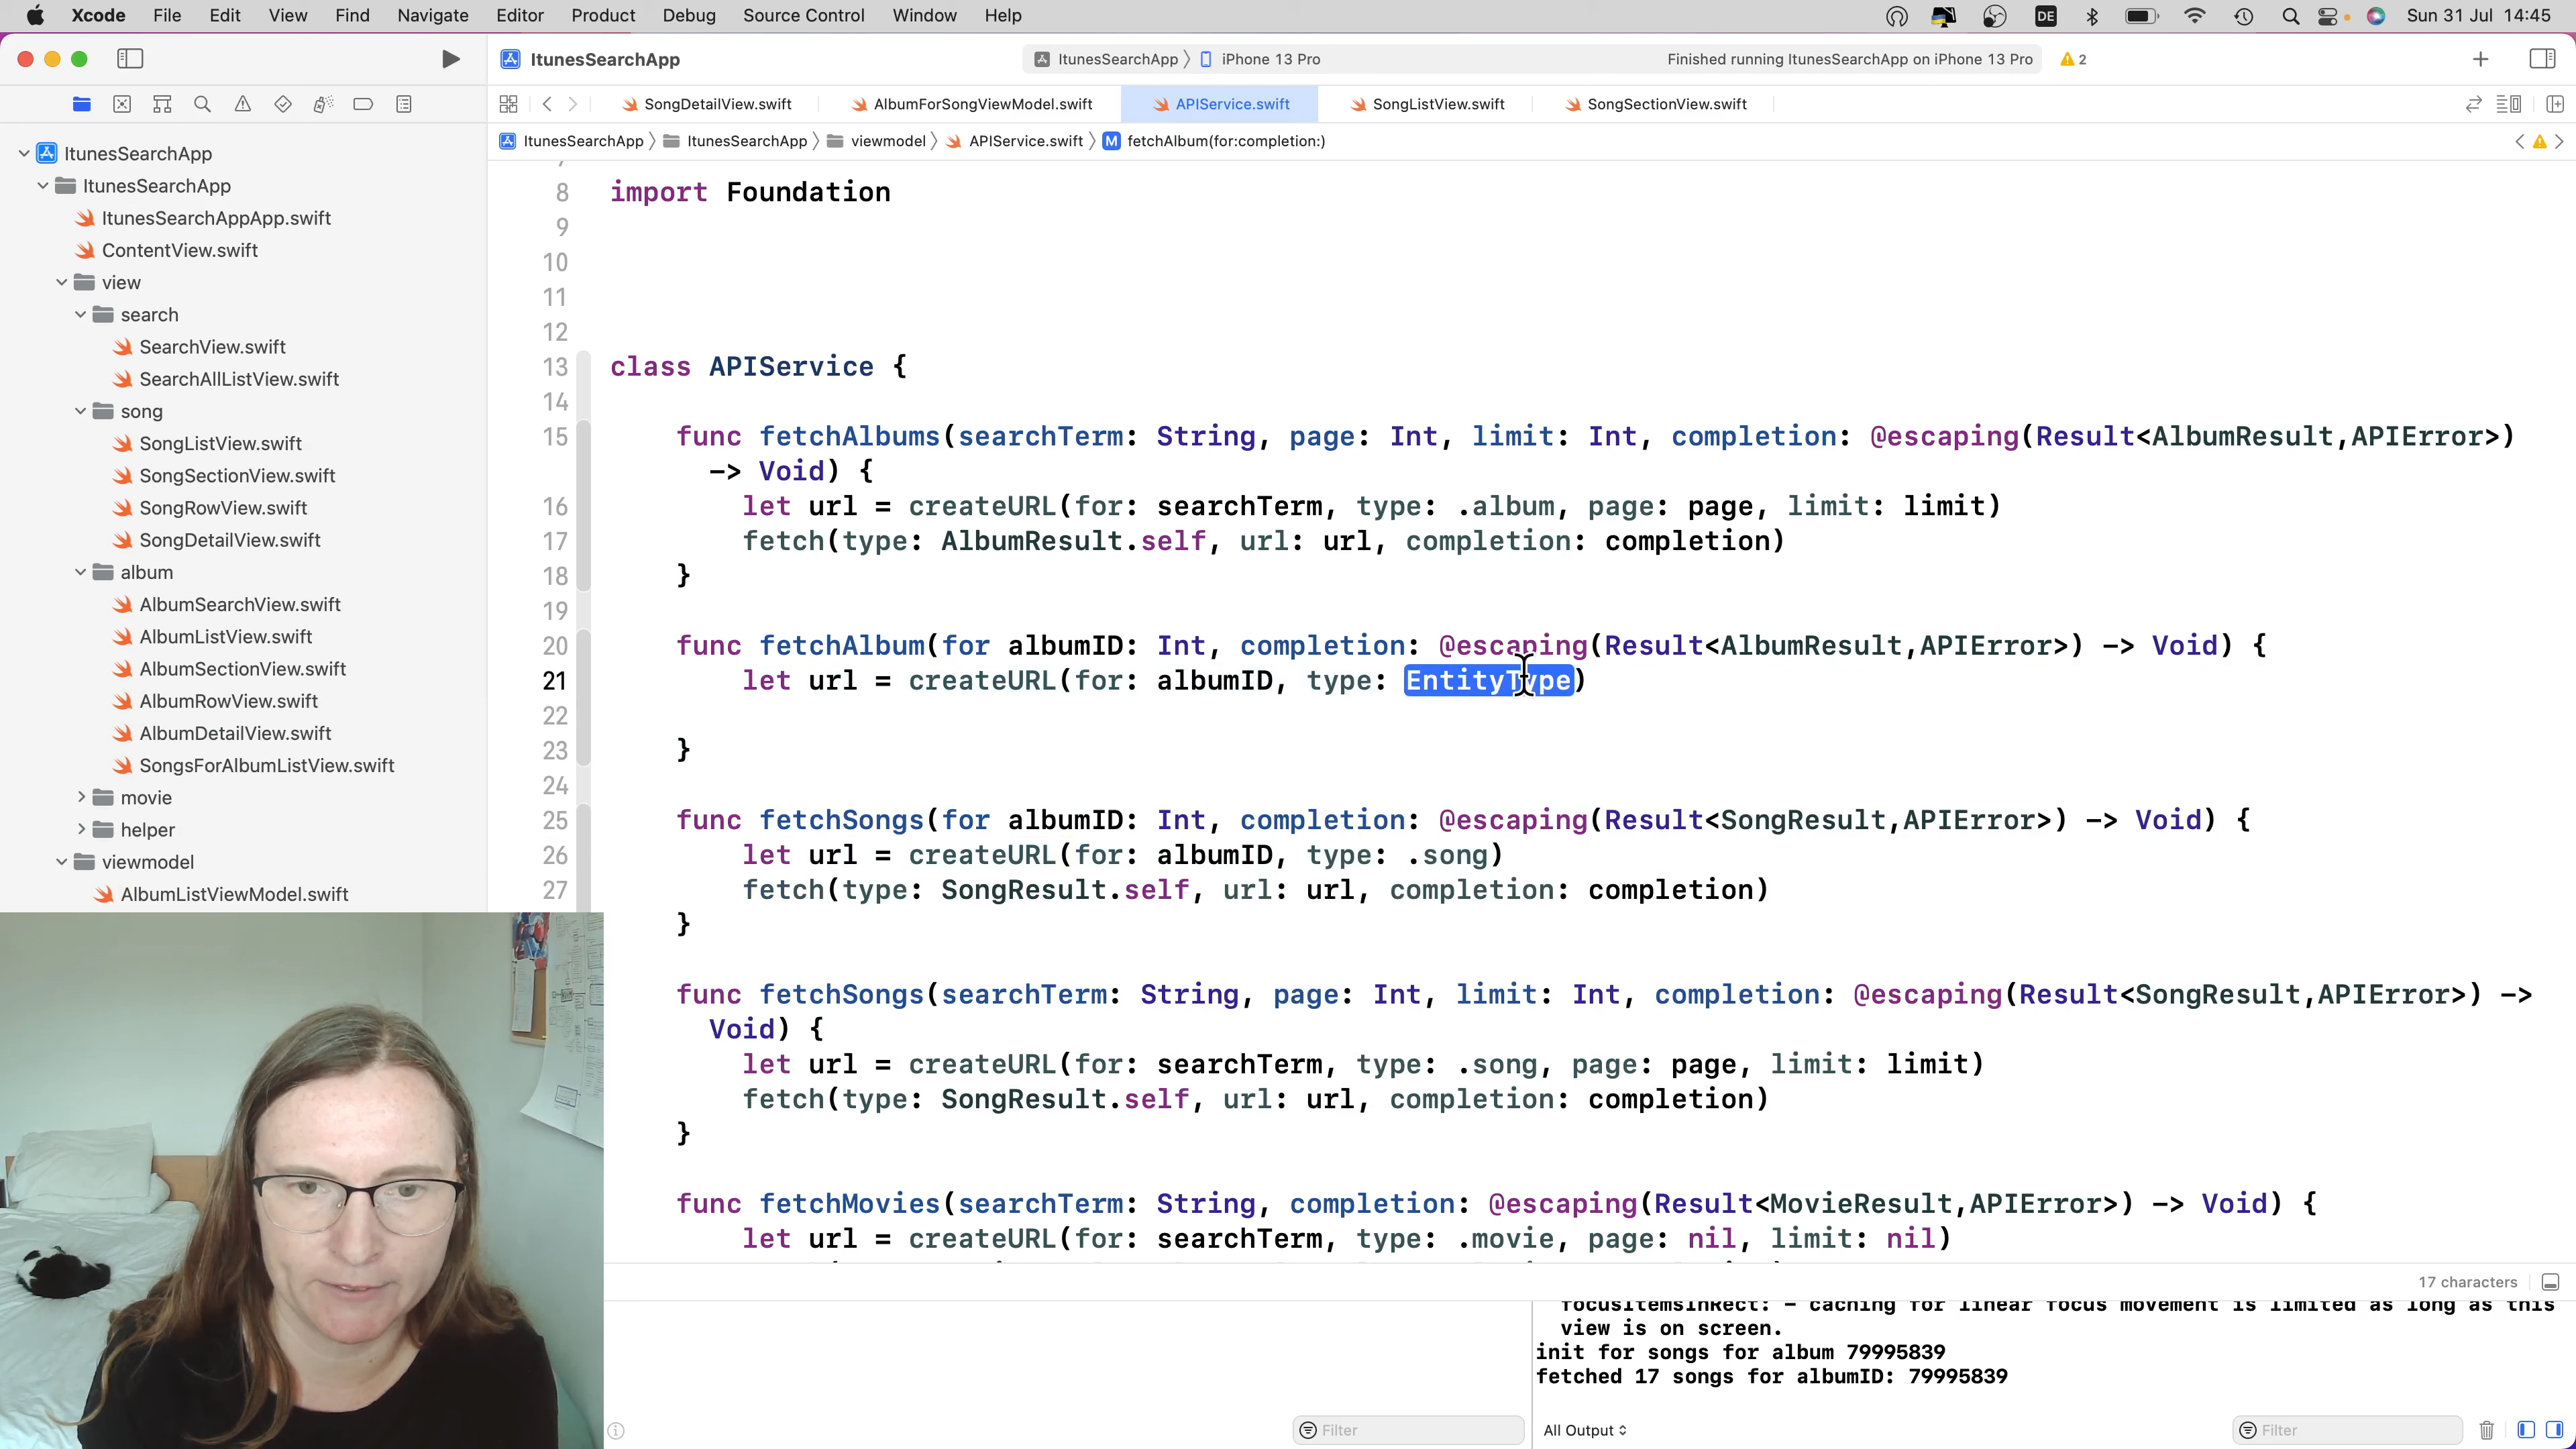 Xcode File Edit View Find Navigate Editor Product Debug Source Control Window Help DE Sun 31 Jul 14:45
ItunesSearchApp ItunesSearchApp iPhone 13 Pro Finished running ItunesSearchApp on iPhone 13 Pro 2
SongDetailView.swift AlbumForSongViewModel.swift APIService.swift SongListView.swift SongSectionView.swift
ItunesSearchApp ItunesSearchApp viewmodel APIService.swift M fetchAlbum(for:completion:)
ItunesSearchApp
ItunesSearchApp
ItunesSearchAppApp.swift
ContentView.swift
view
search
SearchView.swift
SearchAllListView.swift
song
SongListView.swift
SongSectionView.swift
SongRowView.swift
SongDetailView.swift
album
AlbumSearchView.swift
AlbumListView.swift
AlbumSectionView.swift
AlbumRowView.swift
AlbumDetailView.swift
SongsForAlbumListView.swift
movie
helper
viewmodel
AlbumListViewModel.swift
8 import Foundation
9
10
11
12
13 class APIService {
14
15 func fetchAlbums(searchTerm: String, page: Int, limit: Int, completion: @escaping(Result<AlbumResult,APIError>)
-> Void) {
16 let url = createURL(for: searchTerm, type: .album, page: page, limit: limit)
17 fetch(type: AlbumResult.self, url: url, completion: completion)
18 }
19
20 func fetchAlbum(for albumID: Int, completion: @escaping(Result<AlbumResult,APIError>) -> Void) {
21 let url = createURL(for: albumID, type: EntityType)
22
23 }
24
25 func fetchSongs(for albumID: Int, completion: @escaping(Result<SongResult,APIError>) -> Void) {
26 let url = createURL(for: albumID, type: .song)
27 fetch(type: SongResult.self, url: url, completion: completion)
}
func fetchSongs(searchTerm: String, page: Int, limit: Int, completion: @escaping(Result<SongResult,APIError>) ->
Void) {
let url = createURL(for: searchTerm, type: .song, page: page, limit: limit)
fetch(type: SongResult.self, url: url, completion: completion)
}
func fetchMovies(searchTerm: String, completion: @escaping(Result<MovieResult,APIError>) -> Void) {
let url = createURL(for: searchTerm, type: .movie, page: nil, limit: nil)
17 characters
focusItemsInRect: - caching for linear focus movement is limited as long as this
view is on screen.
init for songs for album 79995839
fetched 17 songs for albumID: 79995839
Filter All Output Filter